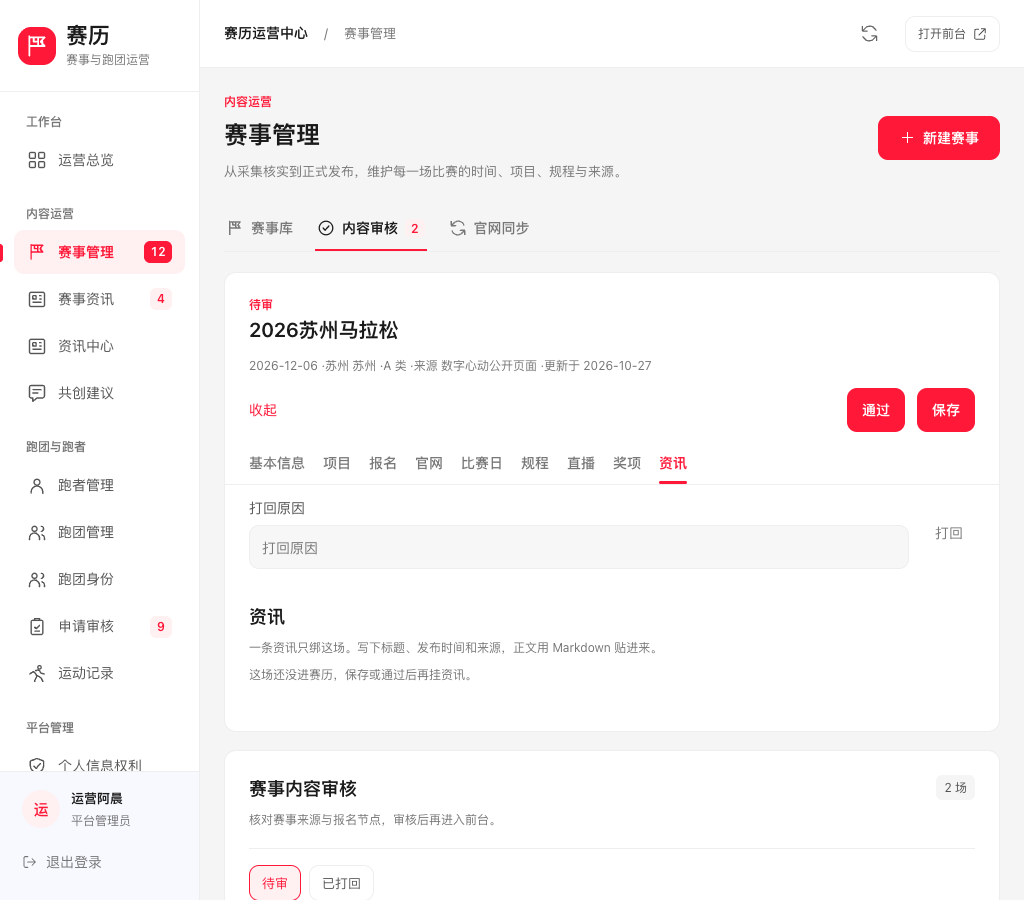 赛历
赛事与跑团运营
工作台
运营总览
内容运营
赛事管理 12
赛事资讯 4
资讯中心
共创建议
跑团与跑者
跑者管理
跑团管理
跑团身份
申请审核 9
运动记录
平台管理
个人信息权利
运
运营阿晨
平台管理员
退出登录
赛历运营中心 / 赛事管理
打开前台
内容运营
赛事管理
从采集核实到正式发布，维护每一场比赛的时间、项目、规程与来源。
新建赛事
赛事库 内容审核 2 官网同步
待审
2026苏州马拉松
2026-12-06 ·苏州 苏州 ·A 类 ·来源 数字心动公开页面 ·更新于 2026-10-27
收起 通过 保存
基本信息 项目 报名 官网 比赛日 规程 直播 奖项 资讯
打回原因
打回原因 打回
资讯
一条资讯只绑这场。写下标题、发布时间和来源，正文用 Markdown 贴进来。
这场还没进赛历，保存或通过后再挂资讯。
赛事内容审核 2 场
核对赛事来源与报名节点，审核后再进入前台。
待审 已打回